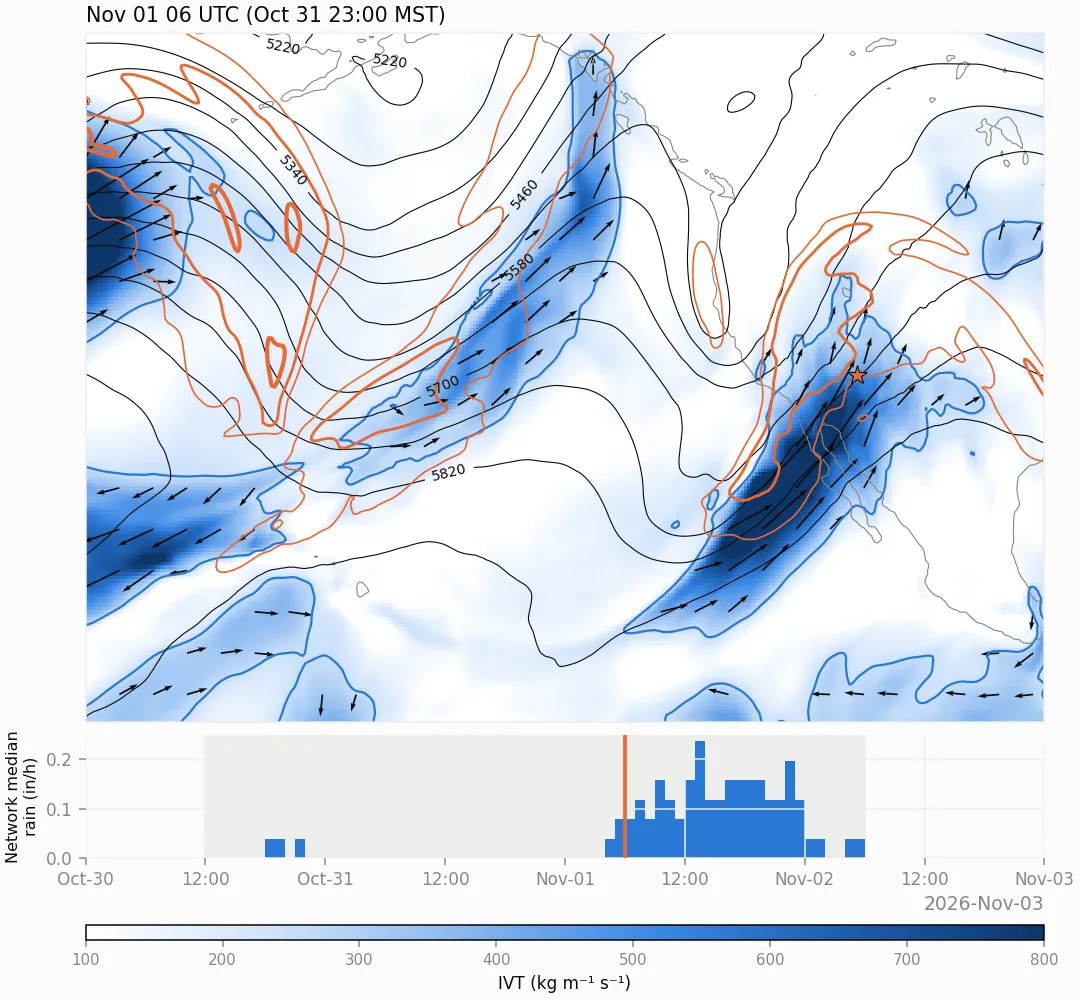 Nov 01 06 UTC (Oct 31 23:00 MST)
5220
5220
5340
5460
5580
5700
5820
Network median
rain (in/h)
0.2
0.1
0.0
Oct-30
12:00
Oct-31
12:00
Nov-01
12:00
Nov-02
12:00
Nov-03
2026-Nov-03
100
200
300
400
500
600
700
800
IVT (kg m⁻¹ s⁻¹)